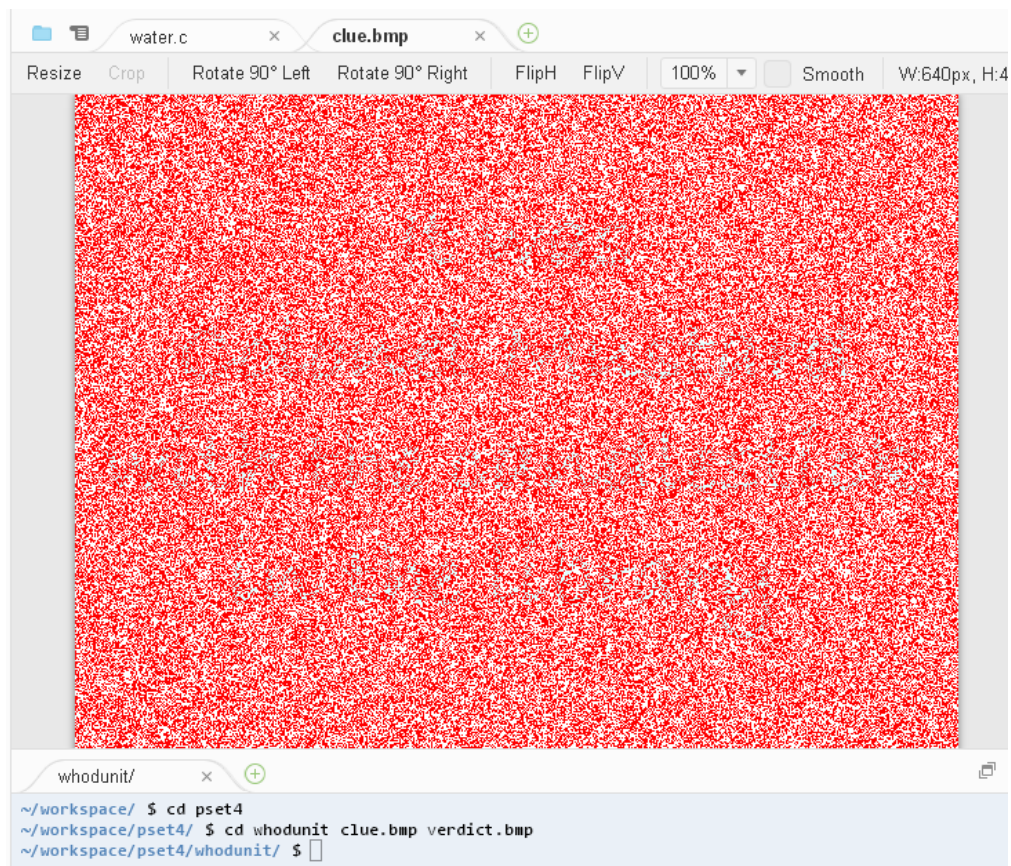 water.c × clue.bmp ×
Resize Crop Rotate 90° Left Rotate 90° Right FlipH FlipV 100% Smooth W:640px, H:4
whodunit/ ×
~/workspace/ $ cd pset4
~/workspace/pset4/ $ cd whodunit clue.bmp verdict.bmp
~/workspace/pset4/whodunit/ $